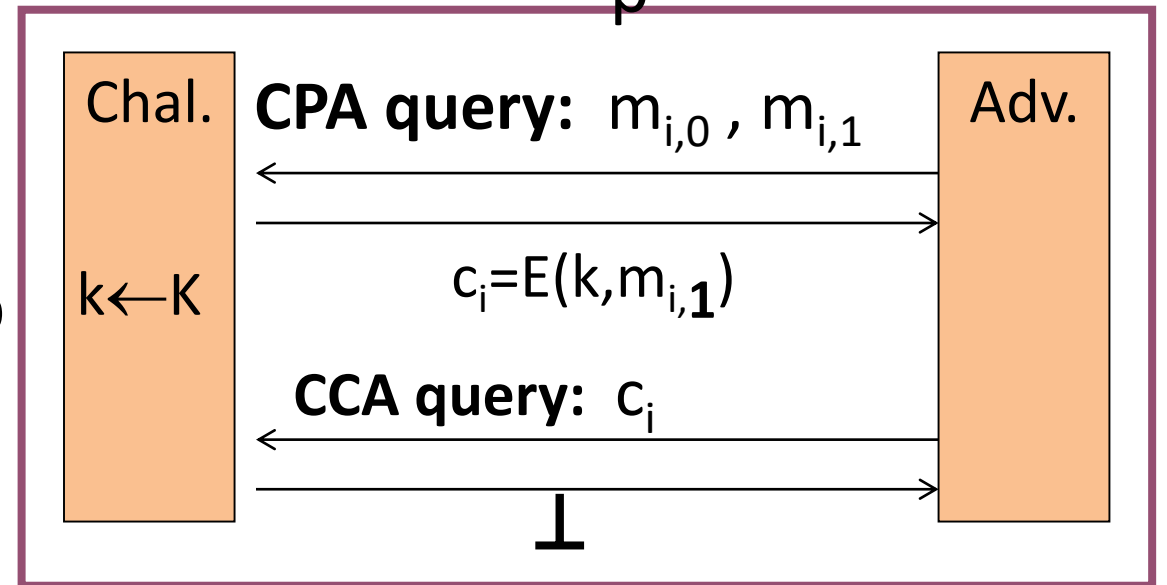 p
Chal.
CPA query: m_{i,0} , m_{i,1}
Adv.
k←K
c_i=E(k,m_{i,1})
CCA query: c_i
⊥